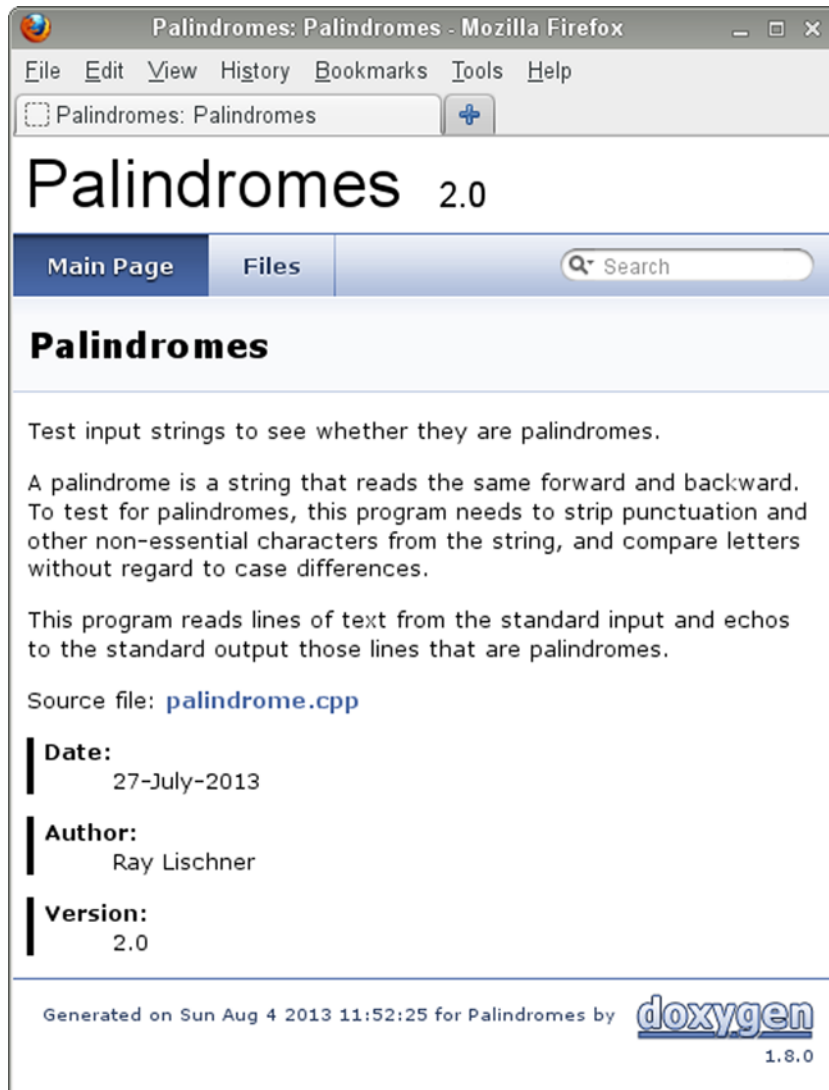 Palindromes: Palindromes - Mozilla Firefox
File Edit View History Bookmarks Tools Help
Palindromes: Palindromes
Palindromes 2.0
Main Page Files Search
Palindromes
Test input strings to see whether they are palindromes.
A palindrome is a string that reads the same forward and backward.
To test for palindromes, this program needs to strip punctuation and
other non-essential characters from the string, and compare letters
without regard to case differences.
This program reads lines of text from the standard input and echos
to the standard output those lines that are palindromes.
Source file: palindrome.cpp
Date:
27-July-2013
Author:
Ray Lischner
Version:
2.0
Generated on Sun Aug 4 2013 11:52:25 for Palindromes by doxygen
1.8.0